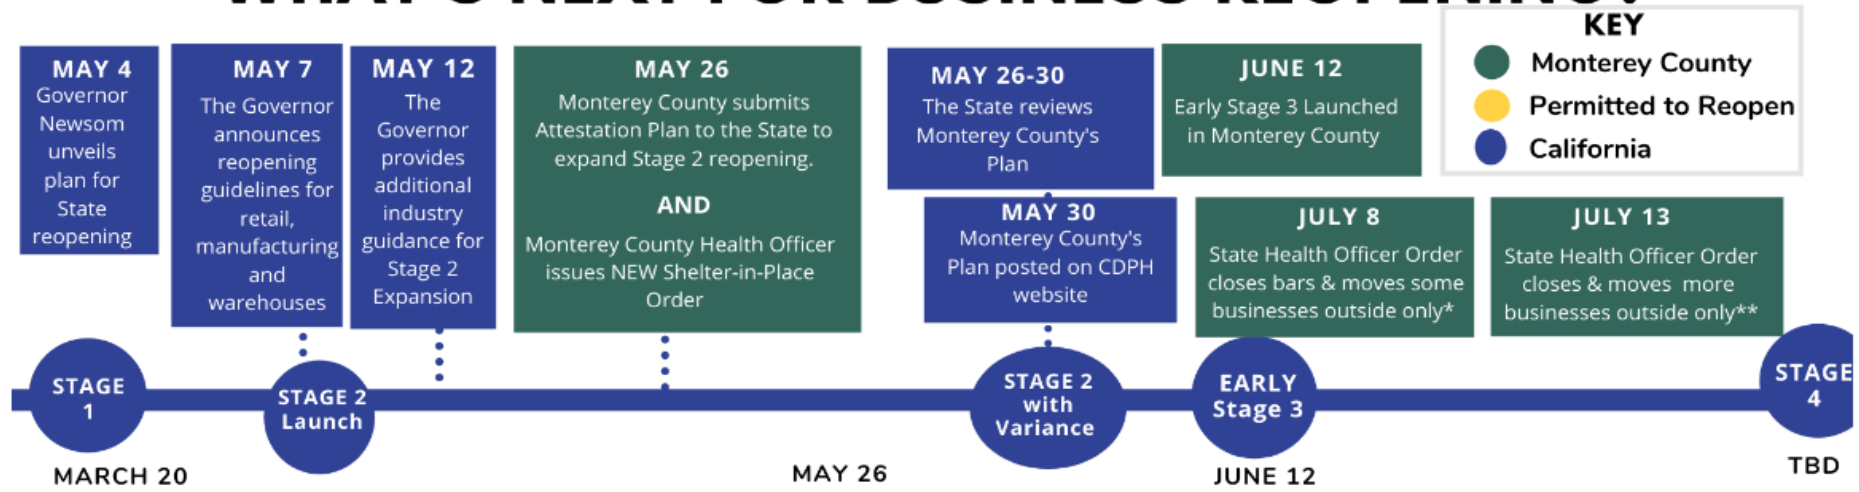 WHAT'S NEXT FOR BUSINESS REOPENING?
KEY
Monterey County
Permitted to Reopen
California
MAY 4
Governor
Newsom
unveils
plan for
State
reopening
MAY 7
The Governor
announces
reopening
guidelines for
retail,
manufacturing
and
warehouses
MAY 12
The
Governor
provides
additional
industry
guidance for
Stage 2
Expansion
MAY 26
Monterey County submits
Attestation Plan to the State to
expand Stage 2 reopening.
AND
Monterey County Health Officer
issues NEW Shelter-in-Place
Order
MAY 26-30
The State reviews
Monterey County's
Plan
MAY 30
Monterey County's
Plan posted on CDPH
website
JUNE 12
Early Stage 3 Launched
in Monterey County
JULY 8
State Health Officer Order
closes bars & moves some
businesses outside only*
JULY 13
State Health Officer Order
closes & moves more
businesses outside only**
STAGE
1
STAGE 2
Launch
STAGE 2
with
Variance
EARLY
Stage 3
STAGE
4
MARCH 20
MAY 26
JUNE 12
TBD